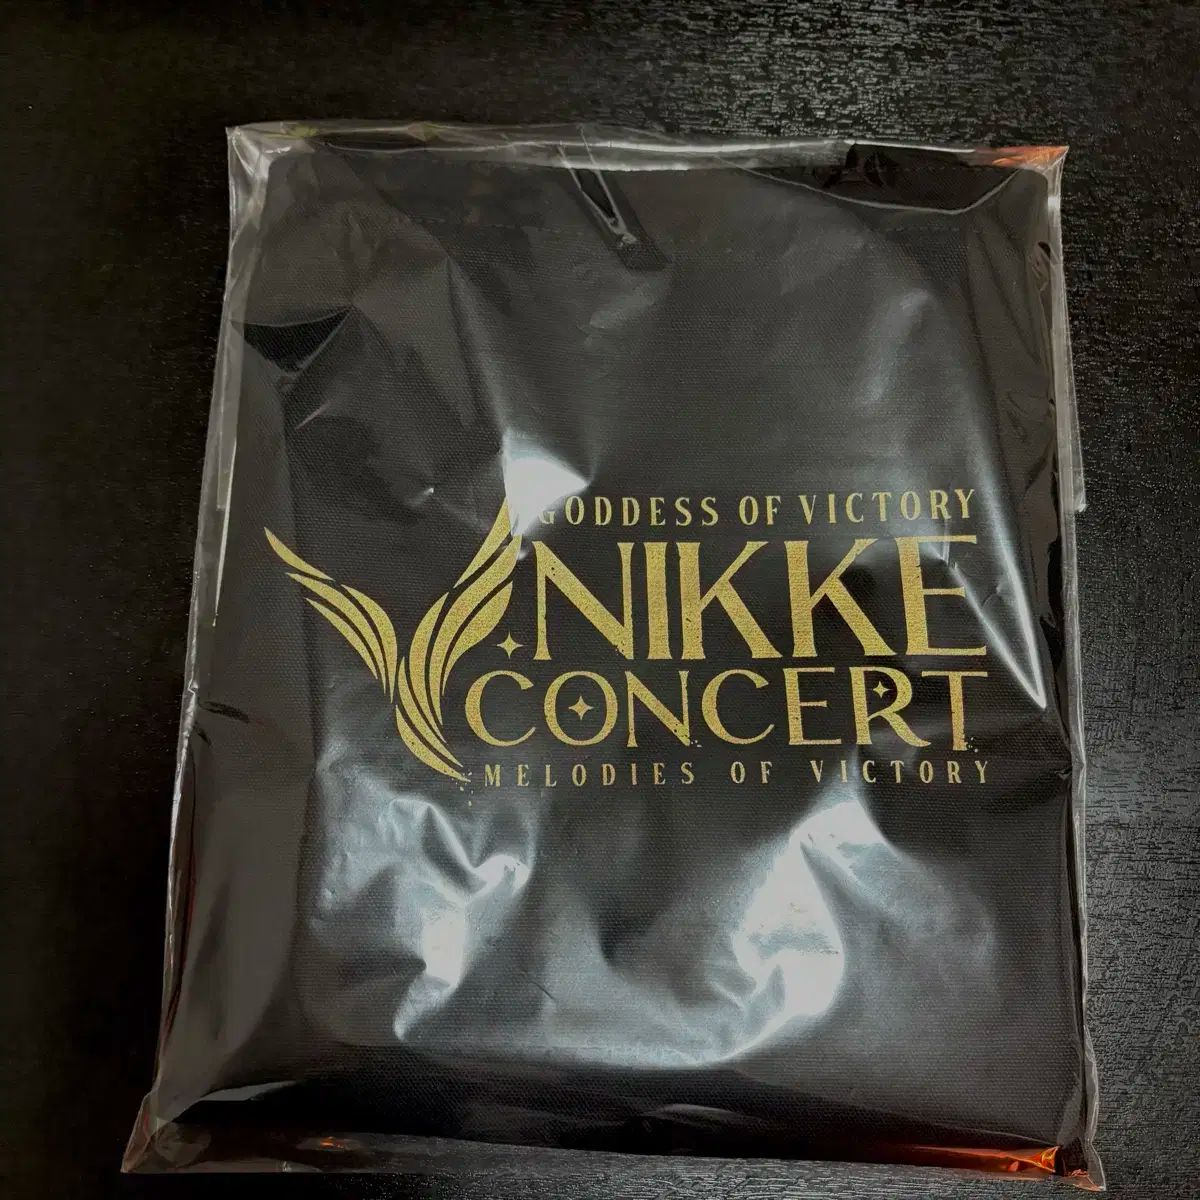 GODDESS OF VICTORY
NIKKE
CONCERT
MELODIES OF VICTORY